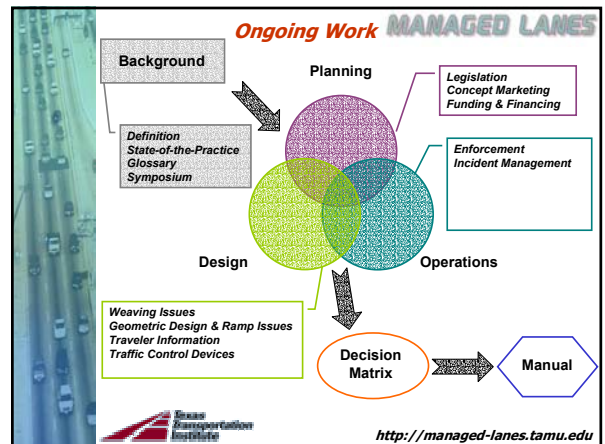 Ongoing Work MANAGED LANES
Background
Planning
Legislation
Concept Marketing
Funding & Financing
Definition
State-of-the-Practice
Glossary
Symposium
Enforcement
Incident Management
Design
Operations
Weaving Issues
Geometric Design & Ramp Issues
Traveler Information
Traffic Control Devices
Decision
Matrix
Manual
Texas
Transportation
Institute
http://managed-lanes.tamu.edu